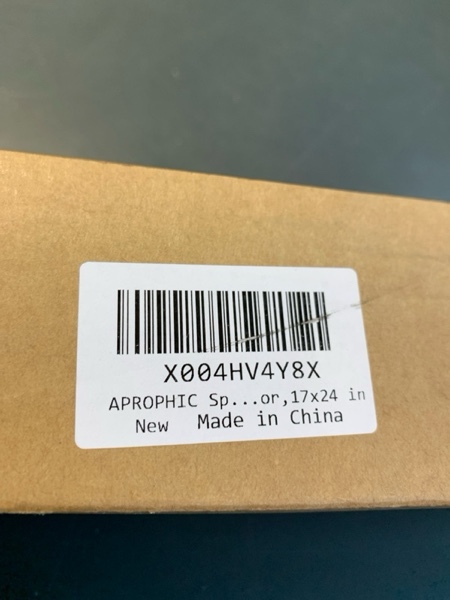 X004HV4Y8X
APROPHIC Sp...or,17x24 in
New Made in China